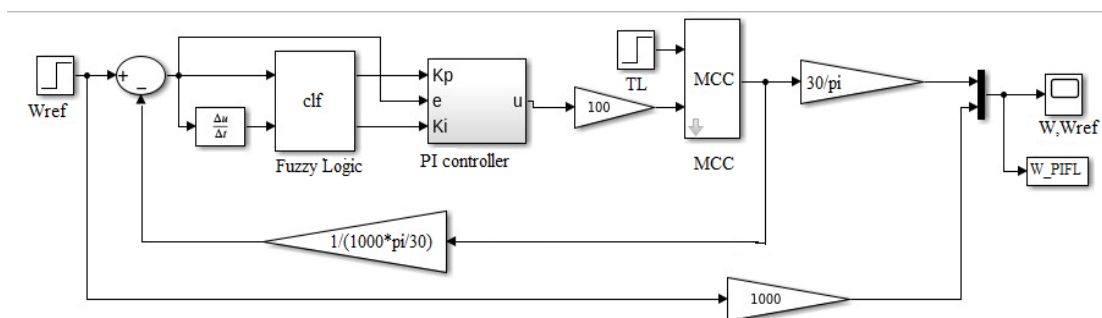 Wref
+
−
Δu
Δt
clf
Fuzzy Logic
Kp
e
Ki
u
PI controller
100
TL
MCC
MCC
30/pi
W,Wref
W_PIFL
1/(1000*pi/30)
1000